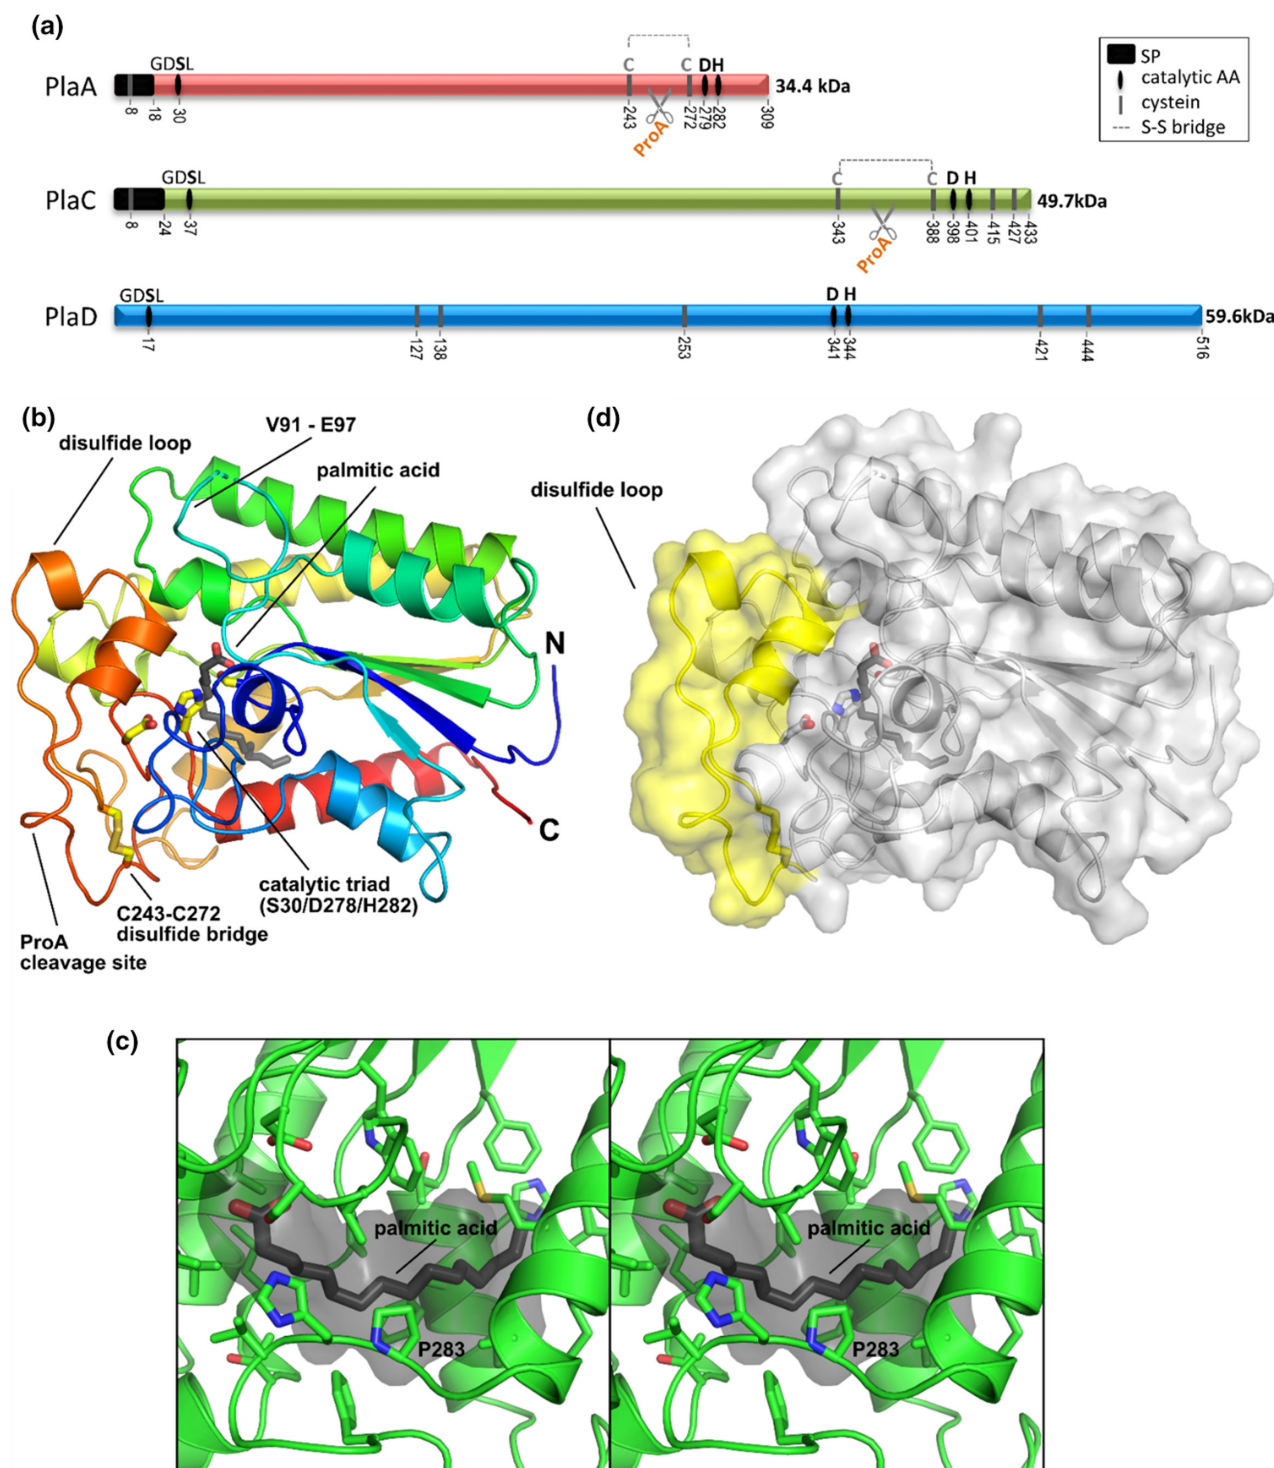 (a)
GDSL
C
C
DH
PlaA
34.4 kDa
8
18
30
243
272
279
282
309
ProA
SP
catalytic AA
cystein
S-S bridge
GDSL
C
C
D H
PlaC
49.7kDa
8
24
37
343
388
398
401
415
427
433
ProA
GDSL
D H
PlaD
59.6kDa
17
127
138
253
341
344
421
444
516
(b)
V91 - E97
disulfide loop
palmitic acid
N
C
catalytic triad
(S30/D278/H282)
C243-C272
disulfide bridge
ProA
cleavage site
(d)
disulfide loop
(c)
palmitic acid
P283
palmitic acid
P283